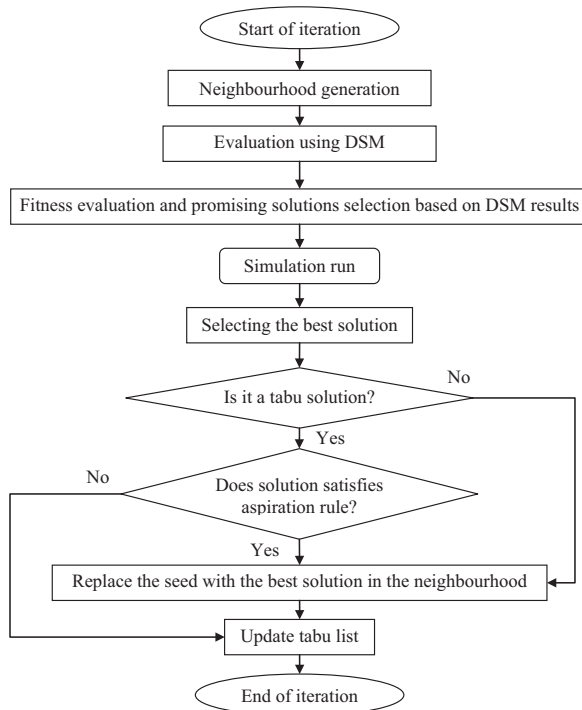 Start of iteration
Neighbourhood generation
Evaluation using DSM
Fitness evaluation and promising solutions selection based on DSM results
Simulation run
Selecting the best solution
Is it a tabu solution?
No
Yes
No
Does solution satisfies
aspiration rule?
Yes
Replace the seed with the best solution in the neighbourhood
Update tabu list
End of iteration